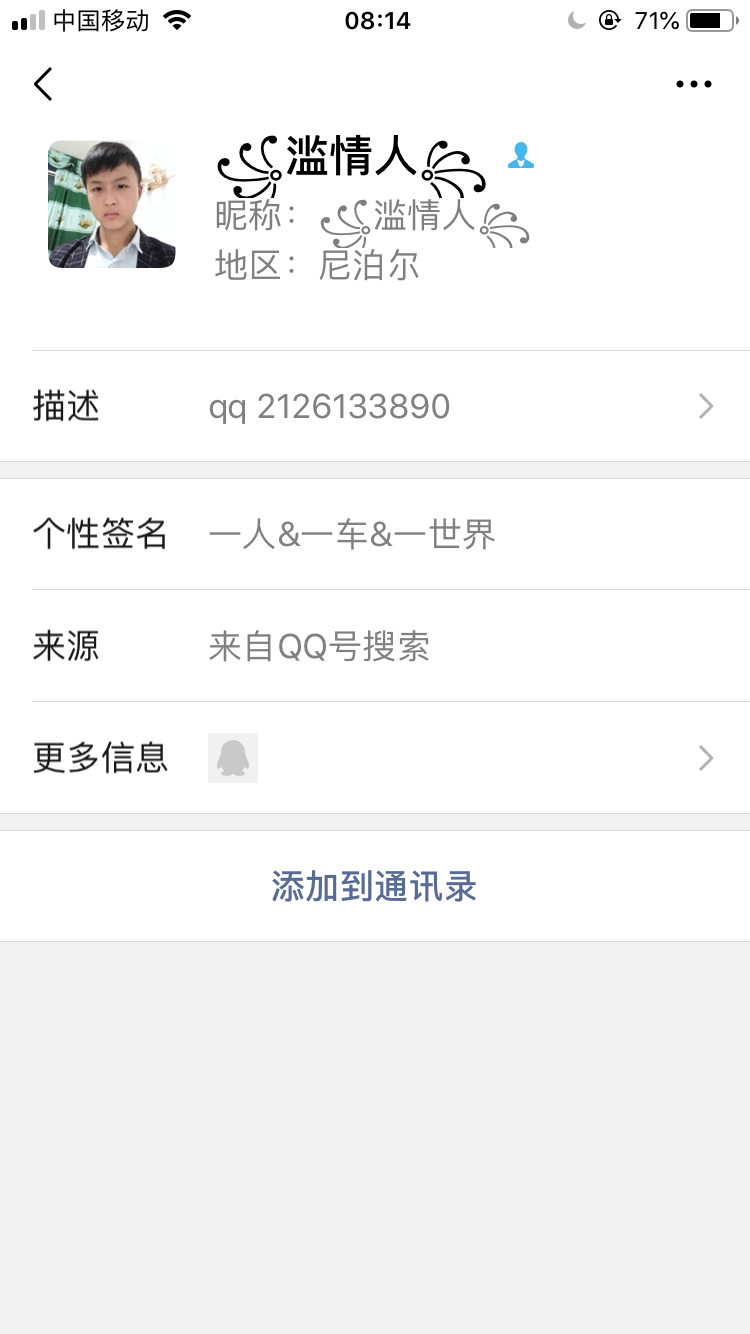 中国移动 08:14 71%
꧁滥情人꧂
昵称：꧁滥情人꧂
地区：尼泊尔
描述 qq 2126133890
个性签名 一人&一车&一世界
来源 来自QQ号搜索
更多信息
添加到通讯录